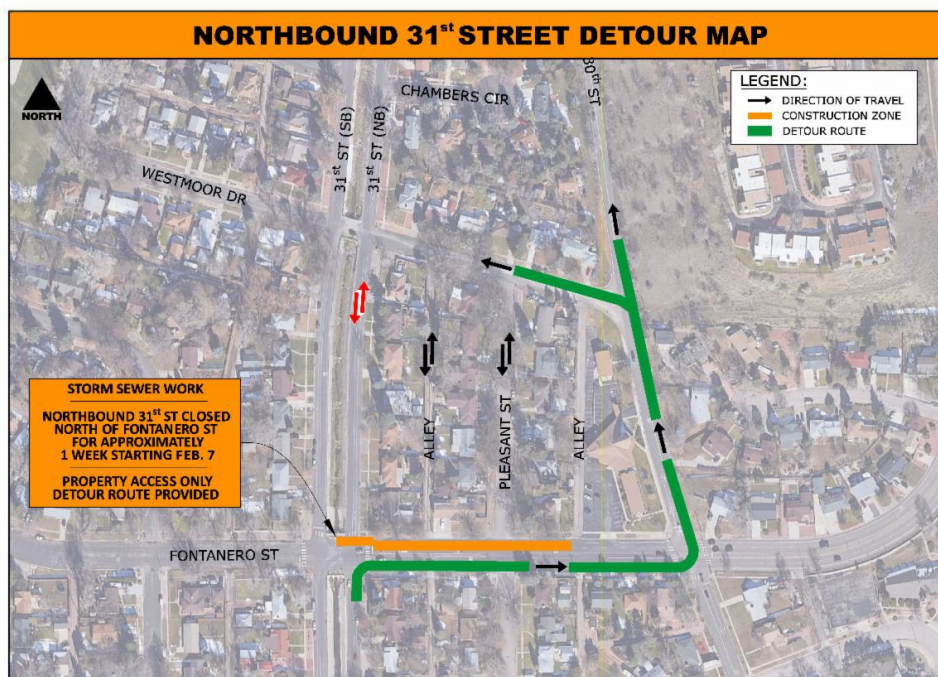 NORTHBOUND 31st STREET DETOUR MAP
NORTH
CHAMBERS CIR
30th ST
LEGEND:
DIRECTION OF TRAVEL
CONSTRUCTION ZONE
DETOUR ROUTE
31st ST (SB)
31st ST (NB)
WESTMOOR DR
STORM SEWER WORK
NORTHBOUND 31st ST CLOSED
NORTH OF FONTANERO ST
FOR APPROXIMATELY
1 WEEK STARTING FEB. 7
PROPERTY ACCESS ONLY
DETOUR ROUTE PROVIDED
ALLEY
PLEASANT ST
ALLEY
FONTANERO ST